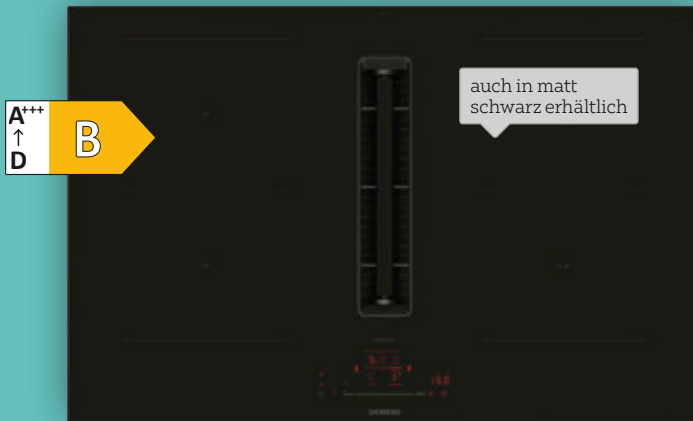 A+++
↑
D
B
auch in matt
schwarz erhältlich
SIEMENS